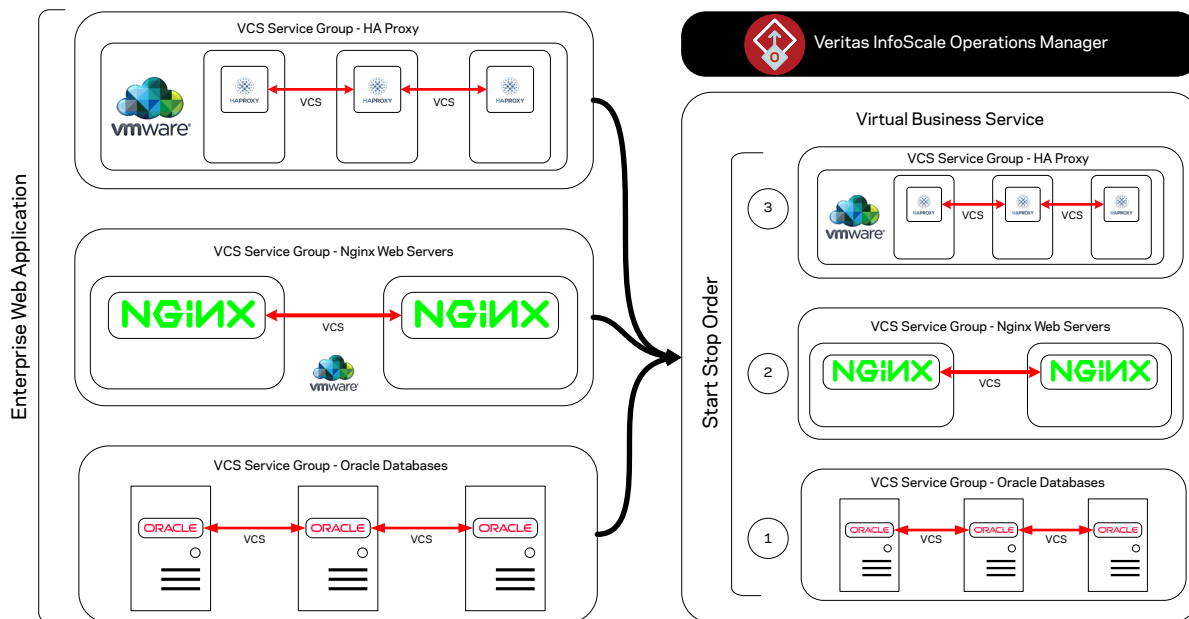 Enterprise Web Application
VCS Service Group - HA Proxy
vmware®
HAPROXY
HAPROXY
HAPROXY
VCS
VCS
VCS Service Group - Nginx Web Servers
NGiNX
NGiNX
VCS
vmware®
VCS Service Group - Oracle Databases
ORACLE
ORACLE
ORACLE
VCS
VCS
Veritas InfoScale Operations Manager
O
Virtual Business Service
Start Stop Order
3
VCS Service Group - HA Proxy
vmware®
HAPROXY
HAPROXY
HAPROXY
VCS
VCS
2
VCS Service Group - Nginx Web Servers
NGiNX
NGiNX
VCS
1
VCS Service Group - Oracle Databases
ORACLE
ORACLE
ORACLE
VCS
VCS